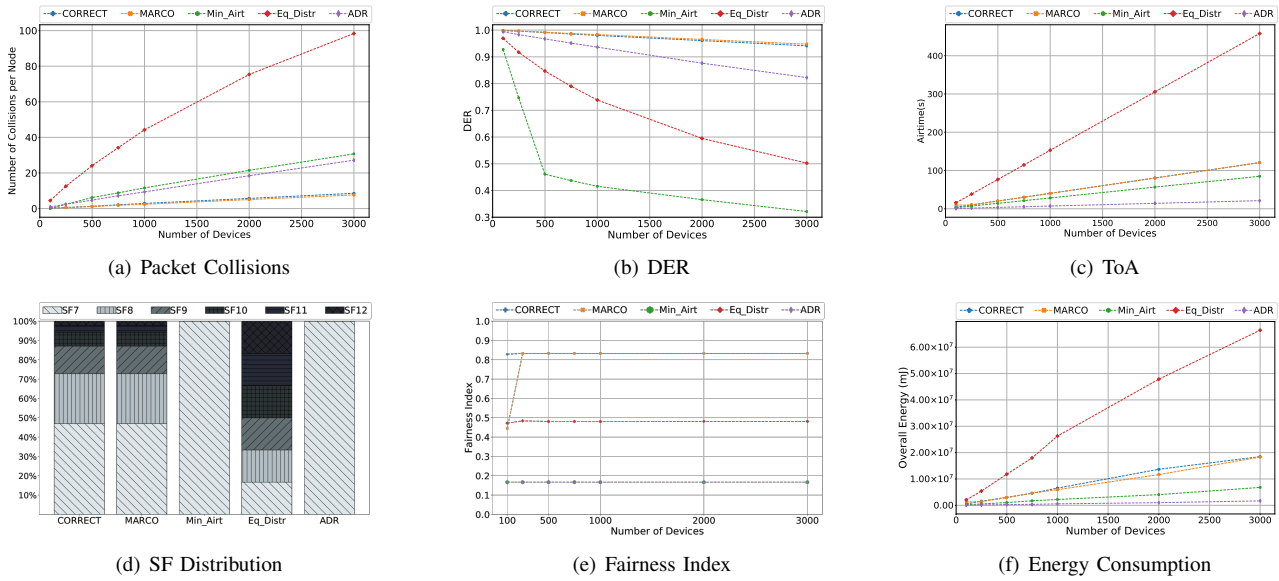 CORRECT MARCO Min_Airt Eq_Distr ADR
100
80
60
40
20
0
Number of Collisions per Node
0 500 1000 1500 2000 2500 3000
Number of Devices
(a) Packet Collisions
CORRECT MARCO Min_Airt Eq_Distr ADR
1.0
0.9
0.8
0.7
0.6
0.5
0.4
0.3
DER
0 500 1000 1500 2000 2500 3000
Number of Devices
(b) DER
CORRECT MARCO Min_Airt Eq_Distr ADR
400
300
200
100
0
Airtime(s)
0 500 1000 1500 2000 2500 3000
Number of Devices
(c) ToA
SF7 SF8 SF9 SF10 SF11 SF12
100%
90%
80%
70%
60%
50%
40%
30%
20%
10%
CORRECT MARCO Min_Airt Eq_Distr ADR
(d) SF Distribution
CORRECT MARCO Min_Airt Eq_Distr ADR
1.0
0.9
0.8
0.7
0.6
0.5
0.4
0.3
0.2
0.1
0.0
Fairness Index
100 500 1000 2000 3000
Number of Devices
(e) Fairness Index
CORRECT MARCO Min_Airt Eq_Distr ADR
6.00×10⁷
4.00×10⁷
2.00×10⁷
1.00×10⁷
0.00
Overall Energy (mJ)
0 500 1000 1500 2000 2500 3000
Number of Devices
(f) Energy Consumption